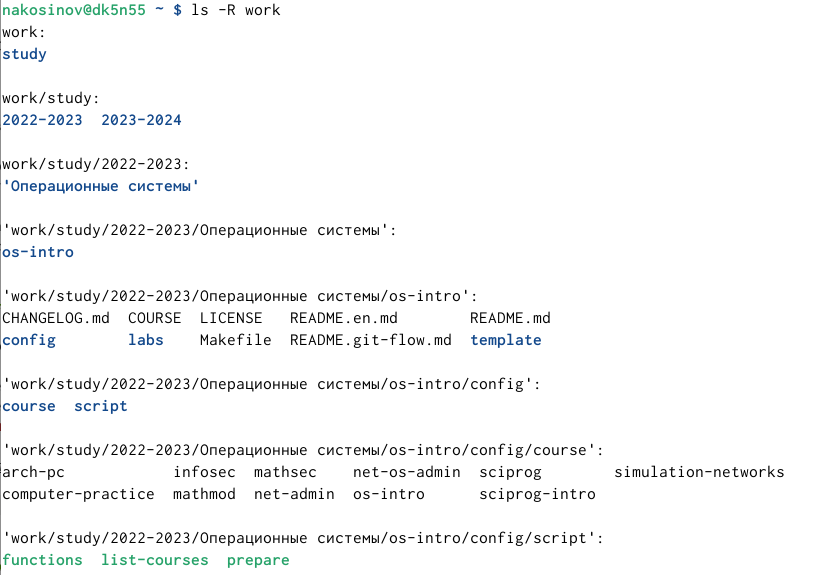 nakosinov@dk5n55 ~ $ ls -R work
work:
study

work/study:
2022-2023  2023-2024

work/study/2022-2023:
'Операционные системы'

'work/study/2022-2023/Операционные системы':
os-intro

'work/study/2022-2023/Операционные системы/os-intro':
CHANGELOG.md  COURSE  LICENSE   README.en.md        README.md
config        labs    Makefile  README.git-flow.md  template

'work/study/2022-2023/Операционные системы/os-intro/config':
course  script

'work/study/2022-2023/Операционные системы/os-intro/config/course':
arch-pc            infosec  mathsec    net-os-admin  sciprog        simulation-networks
computer-practice  mathmod  net-admin  os-intro      sciprog-intro

'work/study/2022-2023/Операционные системы/os-intro/config/script':
functions  list-courses  prepare